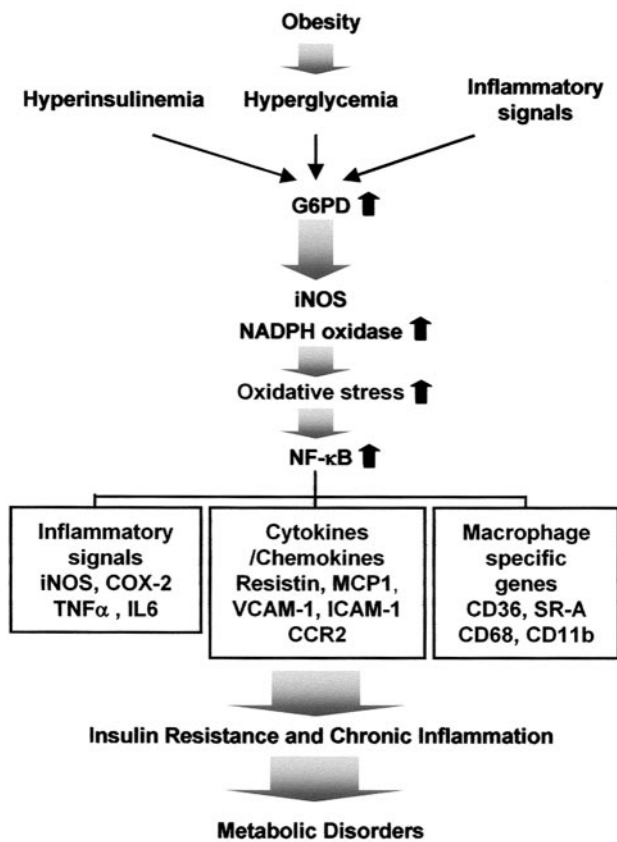 Obesity
Hyperinsulinemia
Hyperglycemia
Inflammatory
signals
G6PD
iNOS
NADPH oxidase
Oxidative stress
NF-κB
Inflammatory
signals
iNOS, COX-2
TNFα , IL6
Cytokines
/Chemokines
Resistin, MCP1,
VCAM-1, ICAM-1
CCR2
Macrophage
specific
genes
CD36, SR-A
CD68, CD11b
Insulin Resistance and Chronic Inflammation
Metabolic Disorders